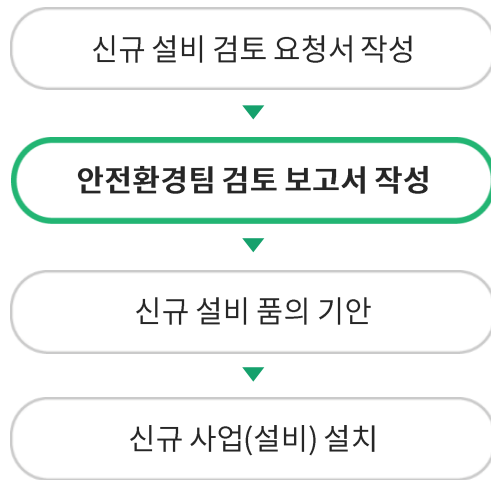 신규 설비 검토 요청서 작성
안전환경팀 검토 보고서 작성
신규 설비 품의 기안
신규 사업(설비) 설치